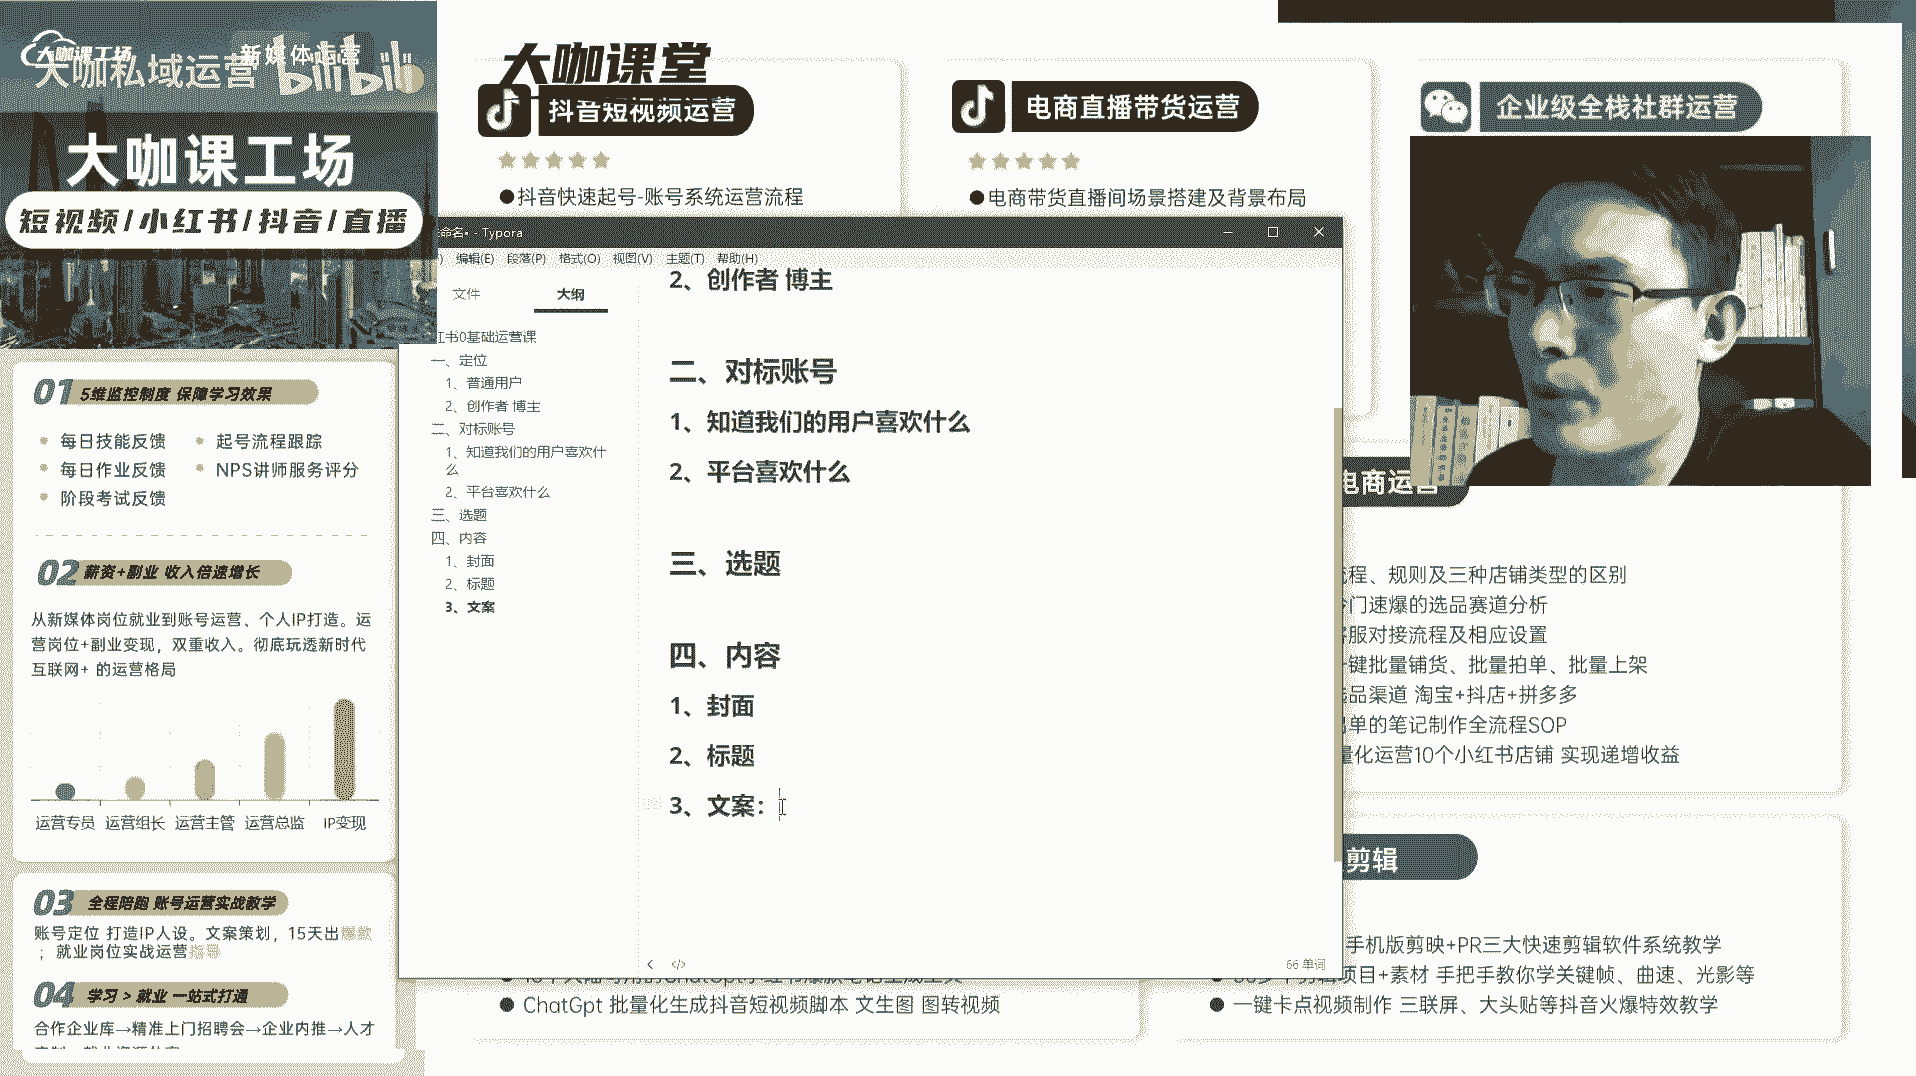 大咖课工场
新媒体运营
大咖私域运营
bilibili
大咖课工场
短视频/小红书/抖音/直播
01 5维监控制度 保障学习效果
每日技能反馈
起号流程跟踪
每日作业反馈
NPS讲师服务评分
阶段考试反馈
02 薪资+副业 收入倍速增长
从新媒体岗位就业到账号运营、个人IP打造。运
营岗位+副业变现，双重收入。彻底玩透新时代
互联网+ 的运营格局
运营专员 运营组长 运营主管 运营总监 IP变现
03 全程陪跑 账号运营实战教学
账号定位 打造IP人设。文案策划，15天出爆款
；就业岗位实战运营指导
04 学习 > 就业 一站式打通
合作企业库→精准上门招聘会→企业内推→人才
大咖课堂
抖音短视频运营
●抖音快速起号-账号系统运营流程
电商直播带货运营
●电商带货直播间场景搭建及背景布局
企业级全栈社群运营
命名• - Typora
编辑(E) 段落(P) 格式(O) 视图(V) 主题(T) 帮助(H)
文件
大纲
书0基础运营课
一、定位
1、普通用户
2、创作者 博主
二、对标账号
1、知道我们的用户喜欢什
么
2、平台喜欢什么
三、选题
四、内容
1、封面
2、标题
3、文案
2、创作者 博主
二、对标账号
1、知道我们的用户喜欢什么
2、平台喜欢什么
三、选题
四、内容
1、封面
2、标题
3、文案：
66 单词
电商运营
程、规则及三种店铺类型的区别
门速爆的选品赛道分析
服对接流程及相应设置
键批量铺货、批量拍单、批量上架
品渠道 淘宝+抖店+拼多多
单的笔记制作全流程SOP
量化运营10个小红书店铺 实现递增收益
剪辑
手机版剪映+PR三大快速剪辑软件系统教学
项目+素材 手把手教你学关键帧、曲速、光影等
● 一键卡点视频制作 三联屏、大头贴等抖音火爆特效教学
● ChatGpt 批量化生成抖音短视频脚本 文生图 图转视频